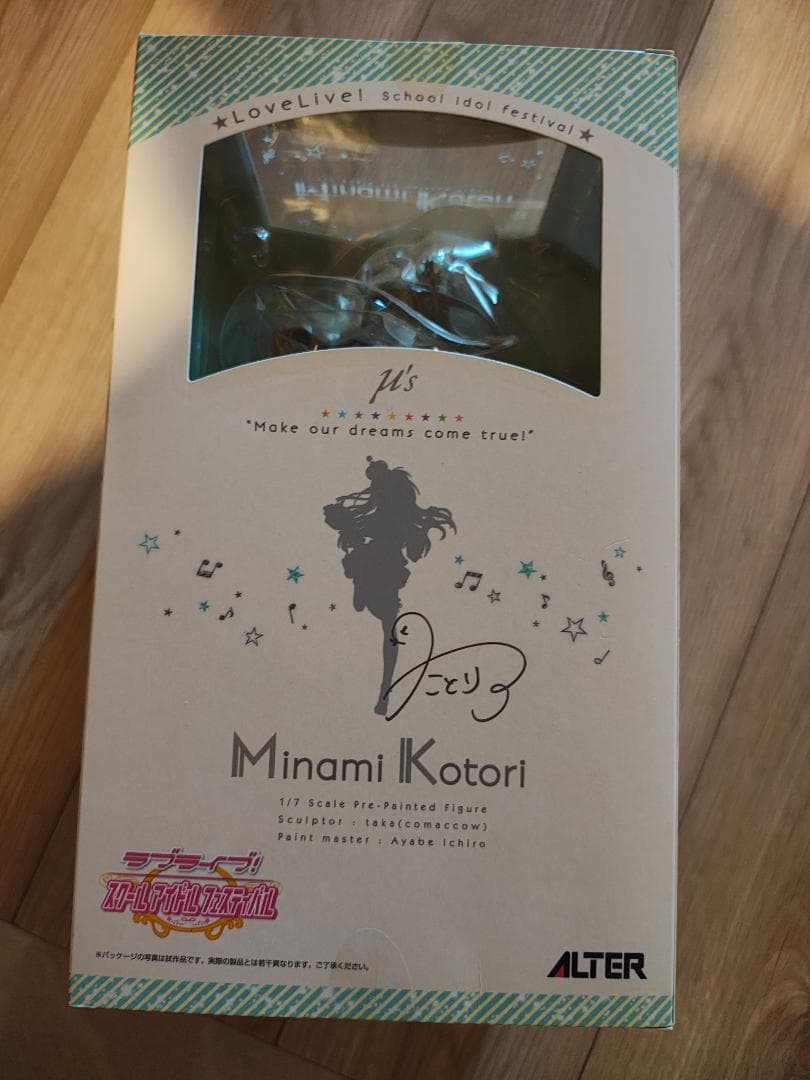 ★LoveLive! School idol festival★
Minami Kotori
μ's
"Make our dreams come true!"
ことり
Minami Kotori
1/7 Scale Pre-Painted Figure
Sculptor : taka(comaccow)
Paint master : Ayabe Ichiro
ラブライブ!
スクールアイドルフェスティバル
※パッケージの写真は試作品です。実際の製品とは若干異なります。ご了承ください。
ALTER